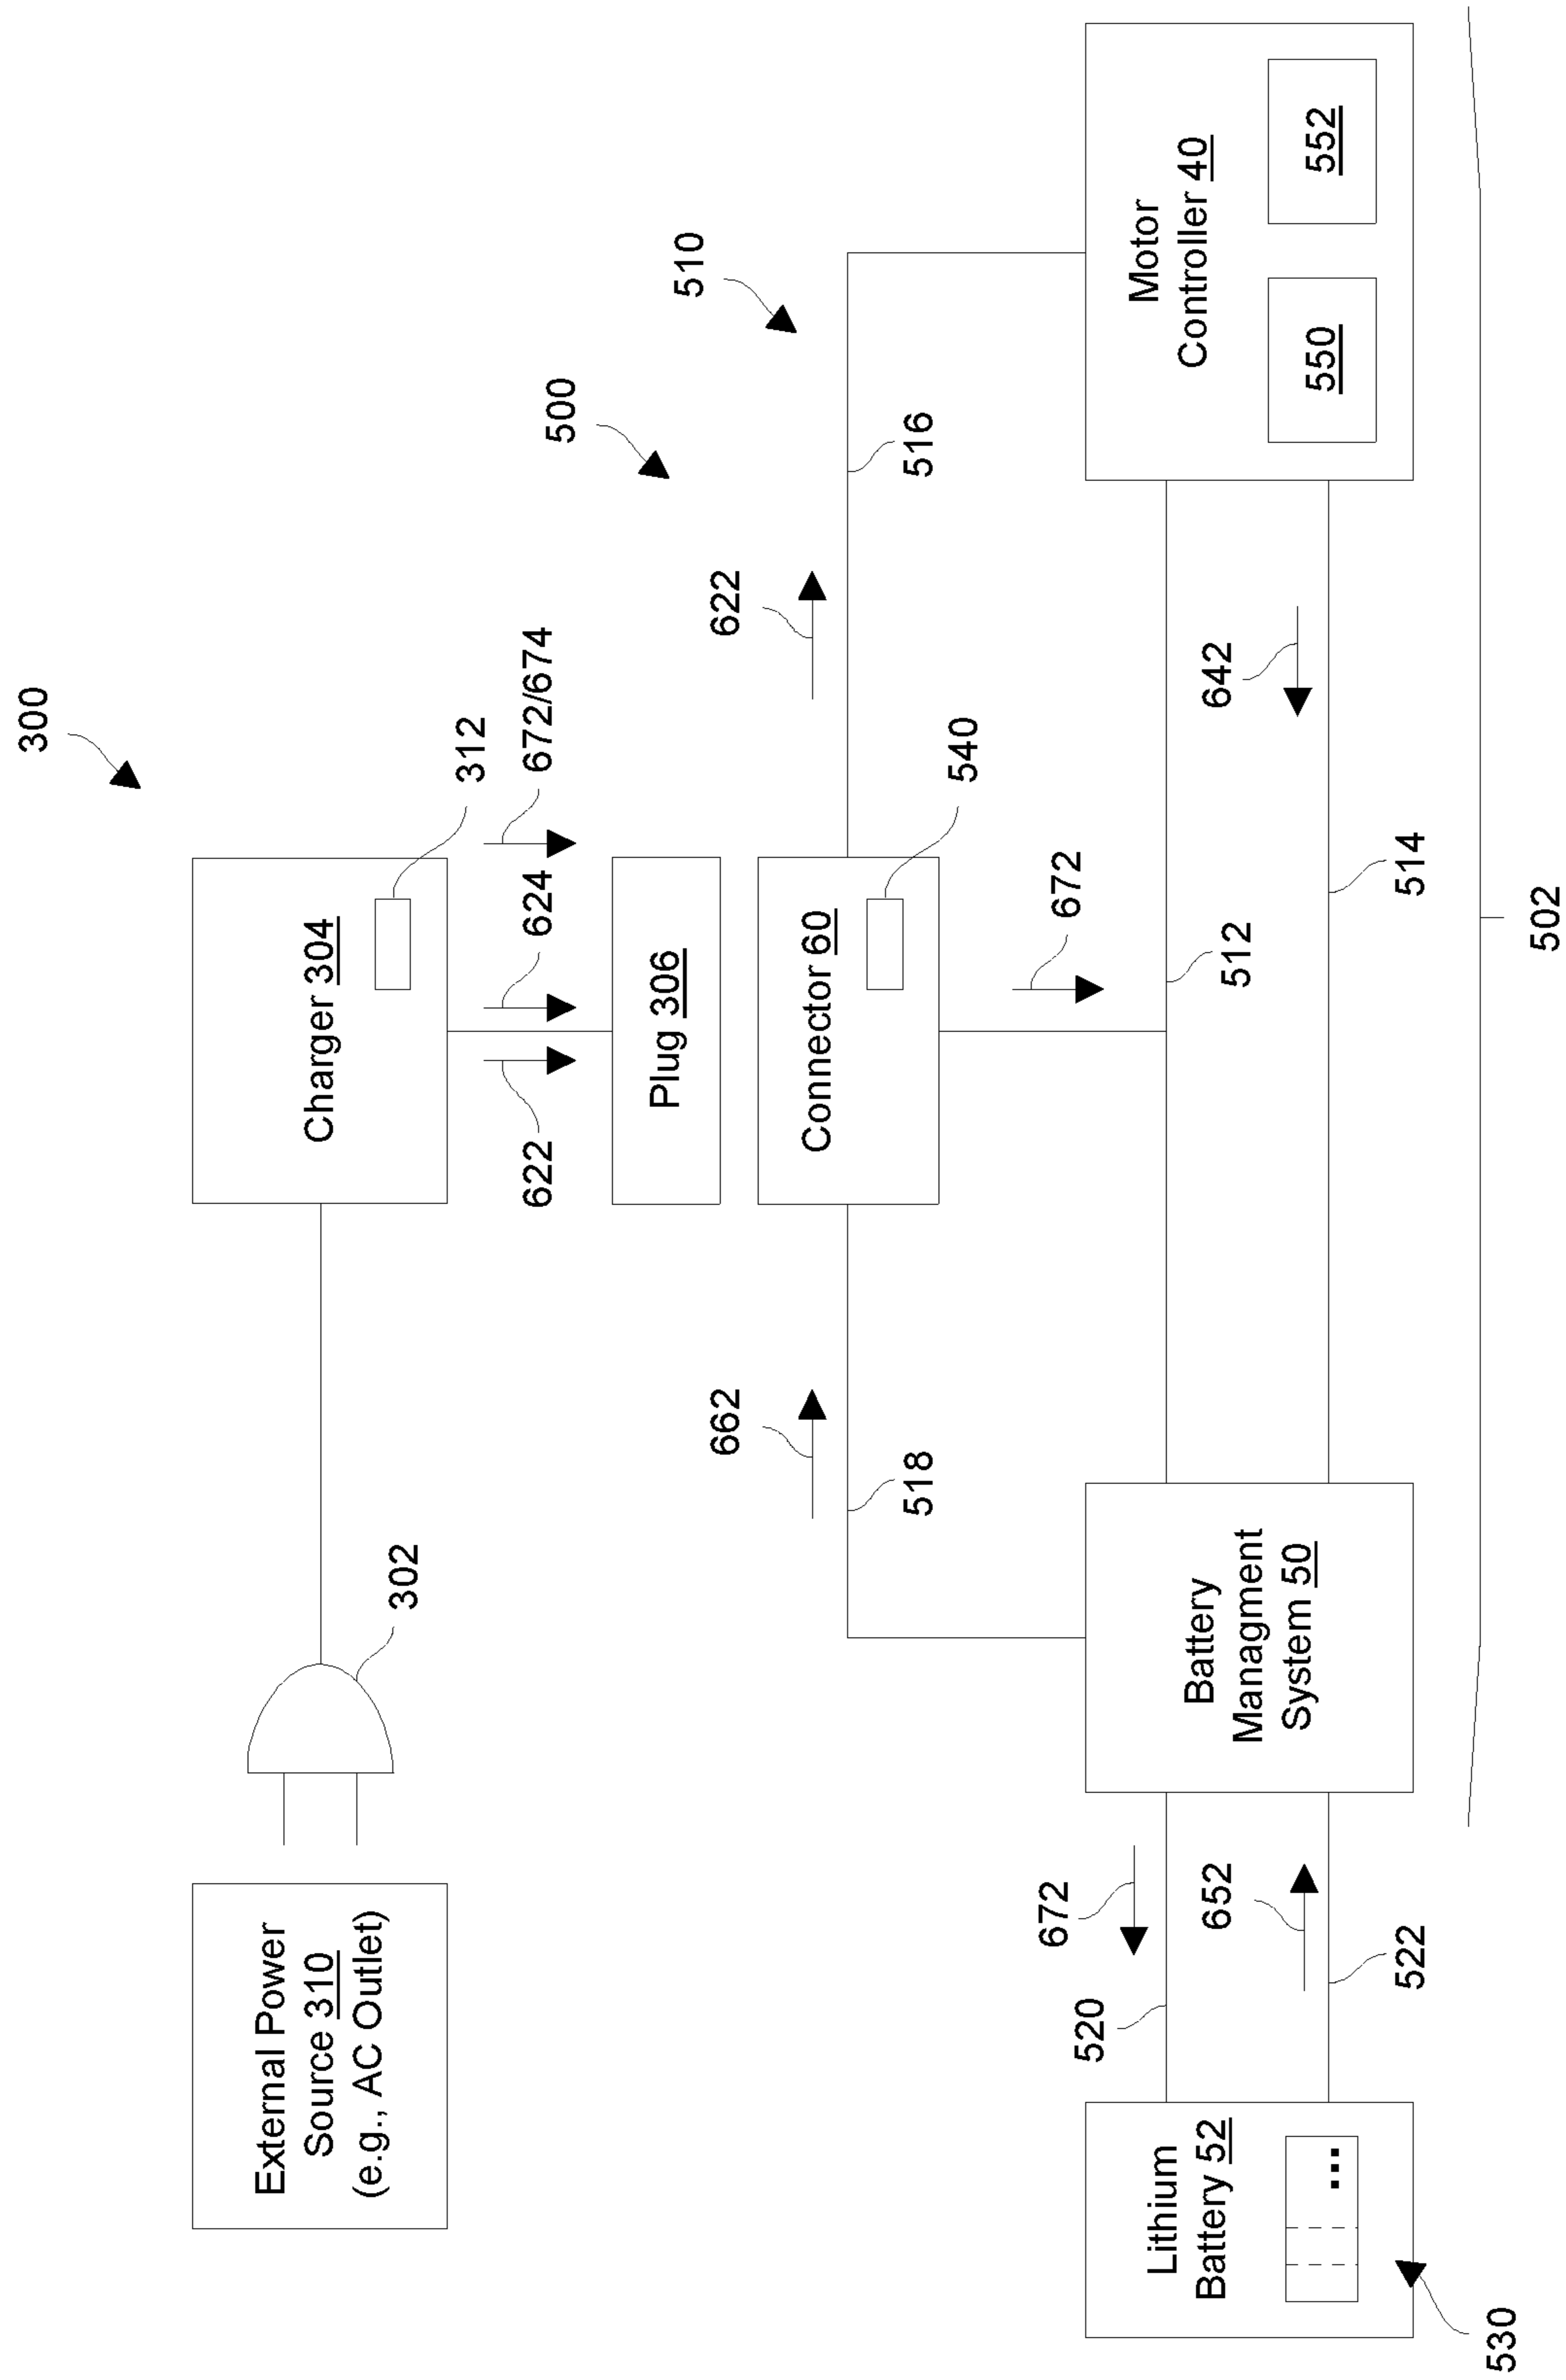 300
External Power
Source 310
(e.g., AC Outlet)
302
Charger 304
312
622
624
672/674
Plug 306
500
510
662
622
518
Connector 60
540
516
672
Lithium
Battery 52
530
520
672
652
522
Battery
Managment
System 50
512
514
642
Motor
Controller 40
550
552
502